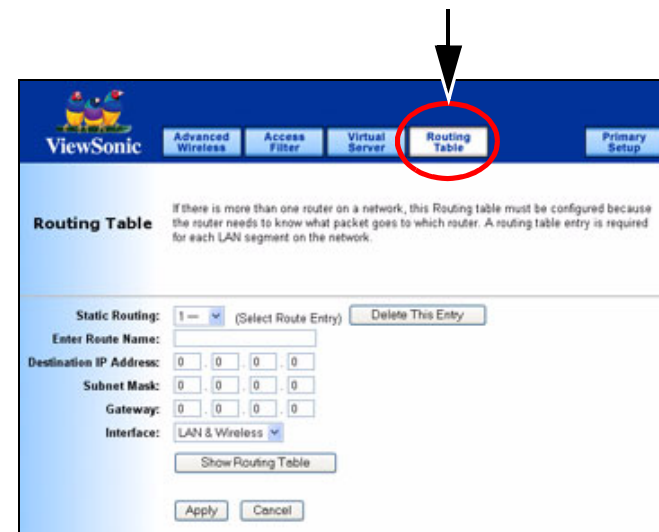 ViewSonic
Advanced Wireless
Access Filter
Virtual Server
Routing Table
Primary Setup
Routing Table
If there is more than one router on a network, this Routing table must be configured because
the router needs to know what packet goes to which router. A routing table entry is required
for each LAN segment on the network.
Static Routing: 1 — (Select Route Entry) Delete This Entry
Enter Route Name:
Destination IP Address: 0 . 0 . 0 . 0
Subnet Mask: 0 . 0 . 0 . 0
Gateway: 0 . 0 . 0 . 0
Interface: LAN & Wireless
Show Routing Table
Apply Cancel